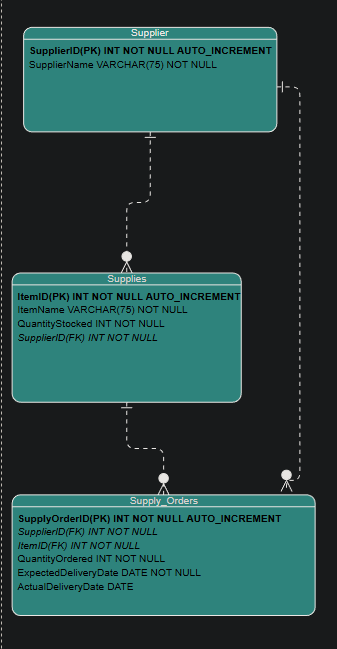 Supplier
SupplierID(PK) INT NOT NULL AUTO_INCREMENT
SupplierName VARCHAR(75) NOT NULL
Supplies
ItemID(PK) INT NOT NULL AUTO_INCREMENT
ItemName VARCHAR(75) NOT NULL
QuantityStocked INT NOT NULL
SupplierID(FK) INT NOT NULL
Supply_Orders
SupplyOrderID(PK) INT NOT NULL AUTO_INCREMENT
SupplierID(FK) INT NOT NULL
ItemID(FK) INT NOT NULL
QuantityOrdered INT NOT NULL
ExpectedDeliveryDate DATE NOT NULL
ActualDeliveryDate DATE